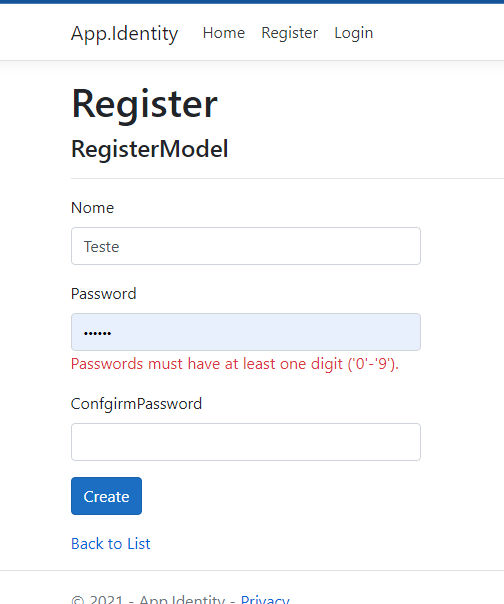 App.Identity Home Register Login
Register
RegisterModel
Nome
Teste
Password
••••••
Passwords must have at least one digit ('0'-'9').
ConfgirmPassword
Create
Back to List
© 2021 - App.Identity - Privacy